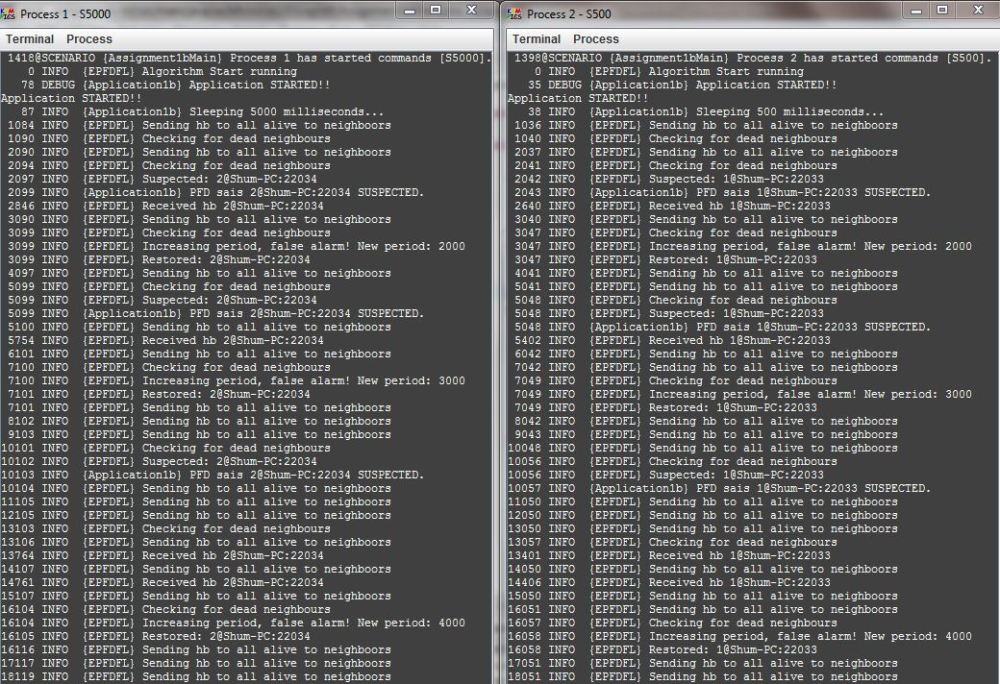 Process 1 - S5000
Terminal Process
1418@SCENARIO {Assignment1bMain} Process 1 has started commands [S5000].
0 INFO {EPFDFL} Algorithm Start running
78 DEBUG {Application1b} Application STARTED!!
Application STARTED!!
87 INFO {Application1b} Sleeping 5000 milliseconds...
1084 INFO {EPFDFL} Sending hb to all alive to neighboors
1090 INFO {EPFDFL} Checking for dead neighbours
2090 INFO {EPFDFL} Sending hb to all alive to neighboors
2094 INFO {EPFDFL} Checking for dead neighbours
2097 INFO {EPFDFL} Suspected: 2@Shum-PC:22034
2099 INFO {Application1b} PFD sais 2@Shum-PC:22034 SUSPECTED.
2846 INFO {EPFDFL} Received hb 2@Shum-PC:22034
3090 INFO {EPFDFL} Sending hb to all alive to neighboors
3099 INFO {EPFDFL} Checking for dead neighbours
3099 INFO {EPFDFL} Increasing period, false alarm! New period: 2000
3099 INFO {EPFDFL} Restored: 2@Shum-PC:22034
4097 INFO {EPFDFL} Sending hb to all alive to neighboors
5099 INFO {EPFDFL} Checking for dead neighbours
5099 INFO {EPFDFL} Suspected: 2@Shum-PC:22034
5099 INFO {Application1b} PFD sais 2@Shum-PC:22034 SUSPECTED.
5100 INFO {EPFDFL} Sending hb to all alive to neighboors
5754 INFO {EPFDFL} Received hb 2@Shum-PC:22034
6101 INFO {EPFDFL} Sending hb to all alive to neighboors
7100 INFO {EPFDFL} Checking for dead neighbours
7100 INFO {EPFDFL} Increasing period, false alarm! New period: 3000
7101 INFO {EPFDFL} Restored: 2@Shum-PC:22034
7101 INFO {EPFDFL} Sending hb to all alive to neighboors
8102 INFO {EPFDFL} Sending hb to all alive to neighboors
9103 INFO {EPFDFL} Sending hb to all alive to neighboors
10101 INFO {EPFDFL} Checking for dead neighbours
10102 INFO {EPFDFL} Suspected: 2@Shum-PC:22034
10103 INFO {Application1b} PFD sais 2@Shum-PC:22034 SUSPECTED.
10104 INFO {EPFDFL} Sending hb to all alive to neighboors
11105 INFO {EPFDFL} Sending hb to all alive to neighboors
12105 INFO {EPFDFL} Sending hb to all alive to neighboors
13103 INFO {EPFDFL} Checking for dead neighbours
13106 INFO {EPFDFL} Sending hb to all alive to neighboors
13764 INFO {EPFDFL} Received hb 2@Shum-PC:22034
14107 INFO {EPFDFL} Sending hb to all alive to neighboors
14761 INFO {EPFDFL} Received hb 2@Shum-PC:22034
15107 INFO {EPFDFL} Sending hb to all alive to neighboors
16104 INFO {EPFDFL} Checking for dead neighbours
16104 INFO {EPFDFL} Increasing period, false alarm! New period: 4000
16105 INFO {EPFDFL} Restored: 2@Shum-PC:22034
16116 INFO {EPFDFL} Sending hb to all alive to neighboors
17117 INFO {EPFDFL} Sending hb to all alive to neighboors
18119 INFO {EPFDFL} Sending hb to all alive to neighboors
Process 2 - S500
Terminal Process
1398@SCENARIO {Assignment1bMain} Process 2 has started commands [S500].
0 INFO {EPFDFL} Algorithm Start running
35 DEBUG {Application1b} Application STARTED!!
Application STARTED!!
38 INFO {Application1b} Sleeping 500 milliseconds...
1036 INFO {EPFDFL} Sending hb to all alive to neighboors
1040 INFO {EPFDFL} Checking for dead neighbours
2037 INFO {EPFDFL} Sending hb to all alive to neighboors
2041 INFO {EPFDFL} Checking for dead neighbours
2042 INFO {EPFDFL} Suspected: 1@Shum-PC:22033
2043 INFO {Application1b} PFD sais 1@Shum-PC:22033 SUSPECTED.
2640 INFO {EPFDFL} Received hb 1@Shum-PC:22033
3040 INFO {EPFDFL} Sending hb to all alive to neighboors
3047 INFO {EPFDFL} Checking for dead neighbours
3047 INFO {EPFDFL} Increasing period, false alarm! New period: 2000
3047 INFO {EPFDFL} Restored: 1@Shum-PC:22033
4041 INFO {EPFDFL} Sending hb to all alive to neighboors
5041 INFO {EPFDFL} Sending hb to all alive to neighboors
5048 INFO {EPFDFL} Checking for dead neighbours
5048 INFO {EPFDFL} Suspected: 1@Shum-PC:22033
5048 INFO {Application1b} PFD sais 1@Shum-PC:22033 SUSPECTED.
5402 INFO {EPFDFL} Received hb 1@Shum-PC:22033
6042 INFO {EPFDFL} Sending hb to all alive to neighboors
7042 INFO {EPFDFL} Sending hb to all alive to neighboors
7049 INFO {EPFDFL} Checking for dead neighbours
7049 INFO {EPFDFL} Increasing period, false alarm! New period: 3000
7049 INFO {EPFDFL} Restored: 1@Shum-PC:22033
8042 INFO {EPFDFL} Sending hb to all alive to neighboors
9043 INFO {EPFDFL} Sending hb to all alive to neighboors
10048 INFO {EPFDFL} Sending hb to all alive to neighboors
10056 INFO {EPFDFL} Checking for dead neighbours
10056 INFO {EPFDFL} Suspected: 1@Shum-PC:22033
10057 INFO {Application1b} PFD sais 1@Shum-PC:22033 SUSPECTED.
11050 INFO {EPFDFL} Sending hb to all alive to neighboors
12050 INFO {EPFDFL} Sending hb to all alive to neighboors
13050 INFO {EPFDFL} Sending hb to all alive to neighboors
13057 INFO {EPFDFL} Checking for dead neighbours
13401 INFO {EPFDFL} Received hb 1@Shum-PC:22033
14050 INFO {EPFDFL} Sending hb to all alive to neighboors
14406 INFO {EPFDFL} Received hb 1@Shum-PC:22033
15050 INFO {EPFDFL} Sending hb to all alive to neighboors
16051 INFO {EPFDFL} Sending hb to all alive to neighboors
16057 INFO {EPFDFL} Checking for dead neighbours
16058 INFO {EPFDFL} Increasing period, false alarm! New period: 4000
16058 INFO {EPFDFL} Restored: 1@Shum-PC:22033
17051 INFO {EPFDFL} Sending hb to all alive to neighboors
18051 INFO {EPFDFL} Sending hb to all alive to neighboors